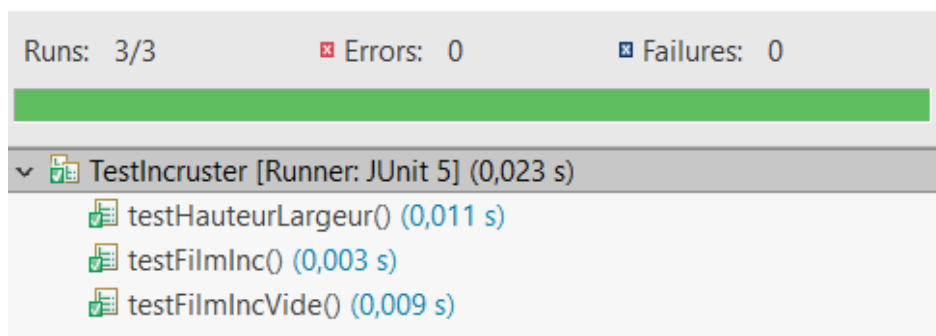 Runs: 3/3 Errors: 0 Failures: 0
TestIncruster [Runner: JUnit 5] (0,023 s)
testHauteurLargeur() (0,011 s)
testFilmInc() (0,003 s)
testFilmIncVide() (0,009 s)